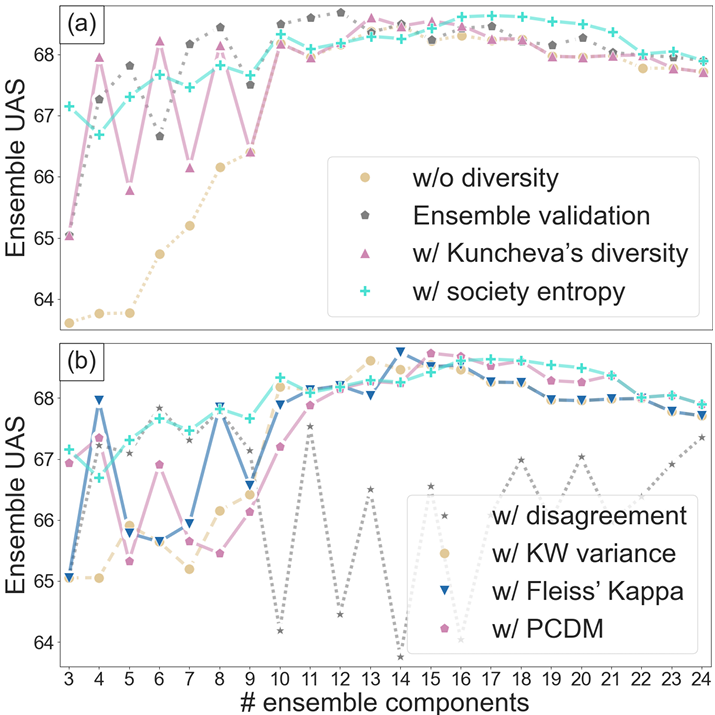 (a)
Ensemble UAS
68
67
66
65
64
w/o diversity
Ensemble validation
w/ Kuncheva's diversity
w/ society entropy
(b)
Ensemble UAS
68
67
66
65
64
w/ disagreement
w/ KW variance
w/ Fleiss' Kappa
w/ PCDM
3 4 5 6 7 8 9 10 11 12 13 14 15 16 17 18 19 20 21 22 23 24
# ensemble components